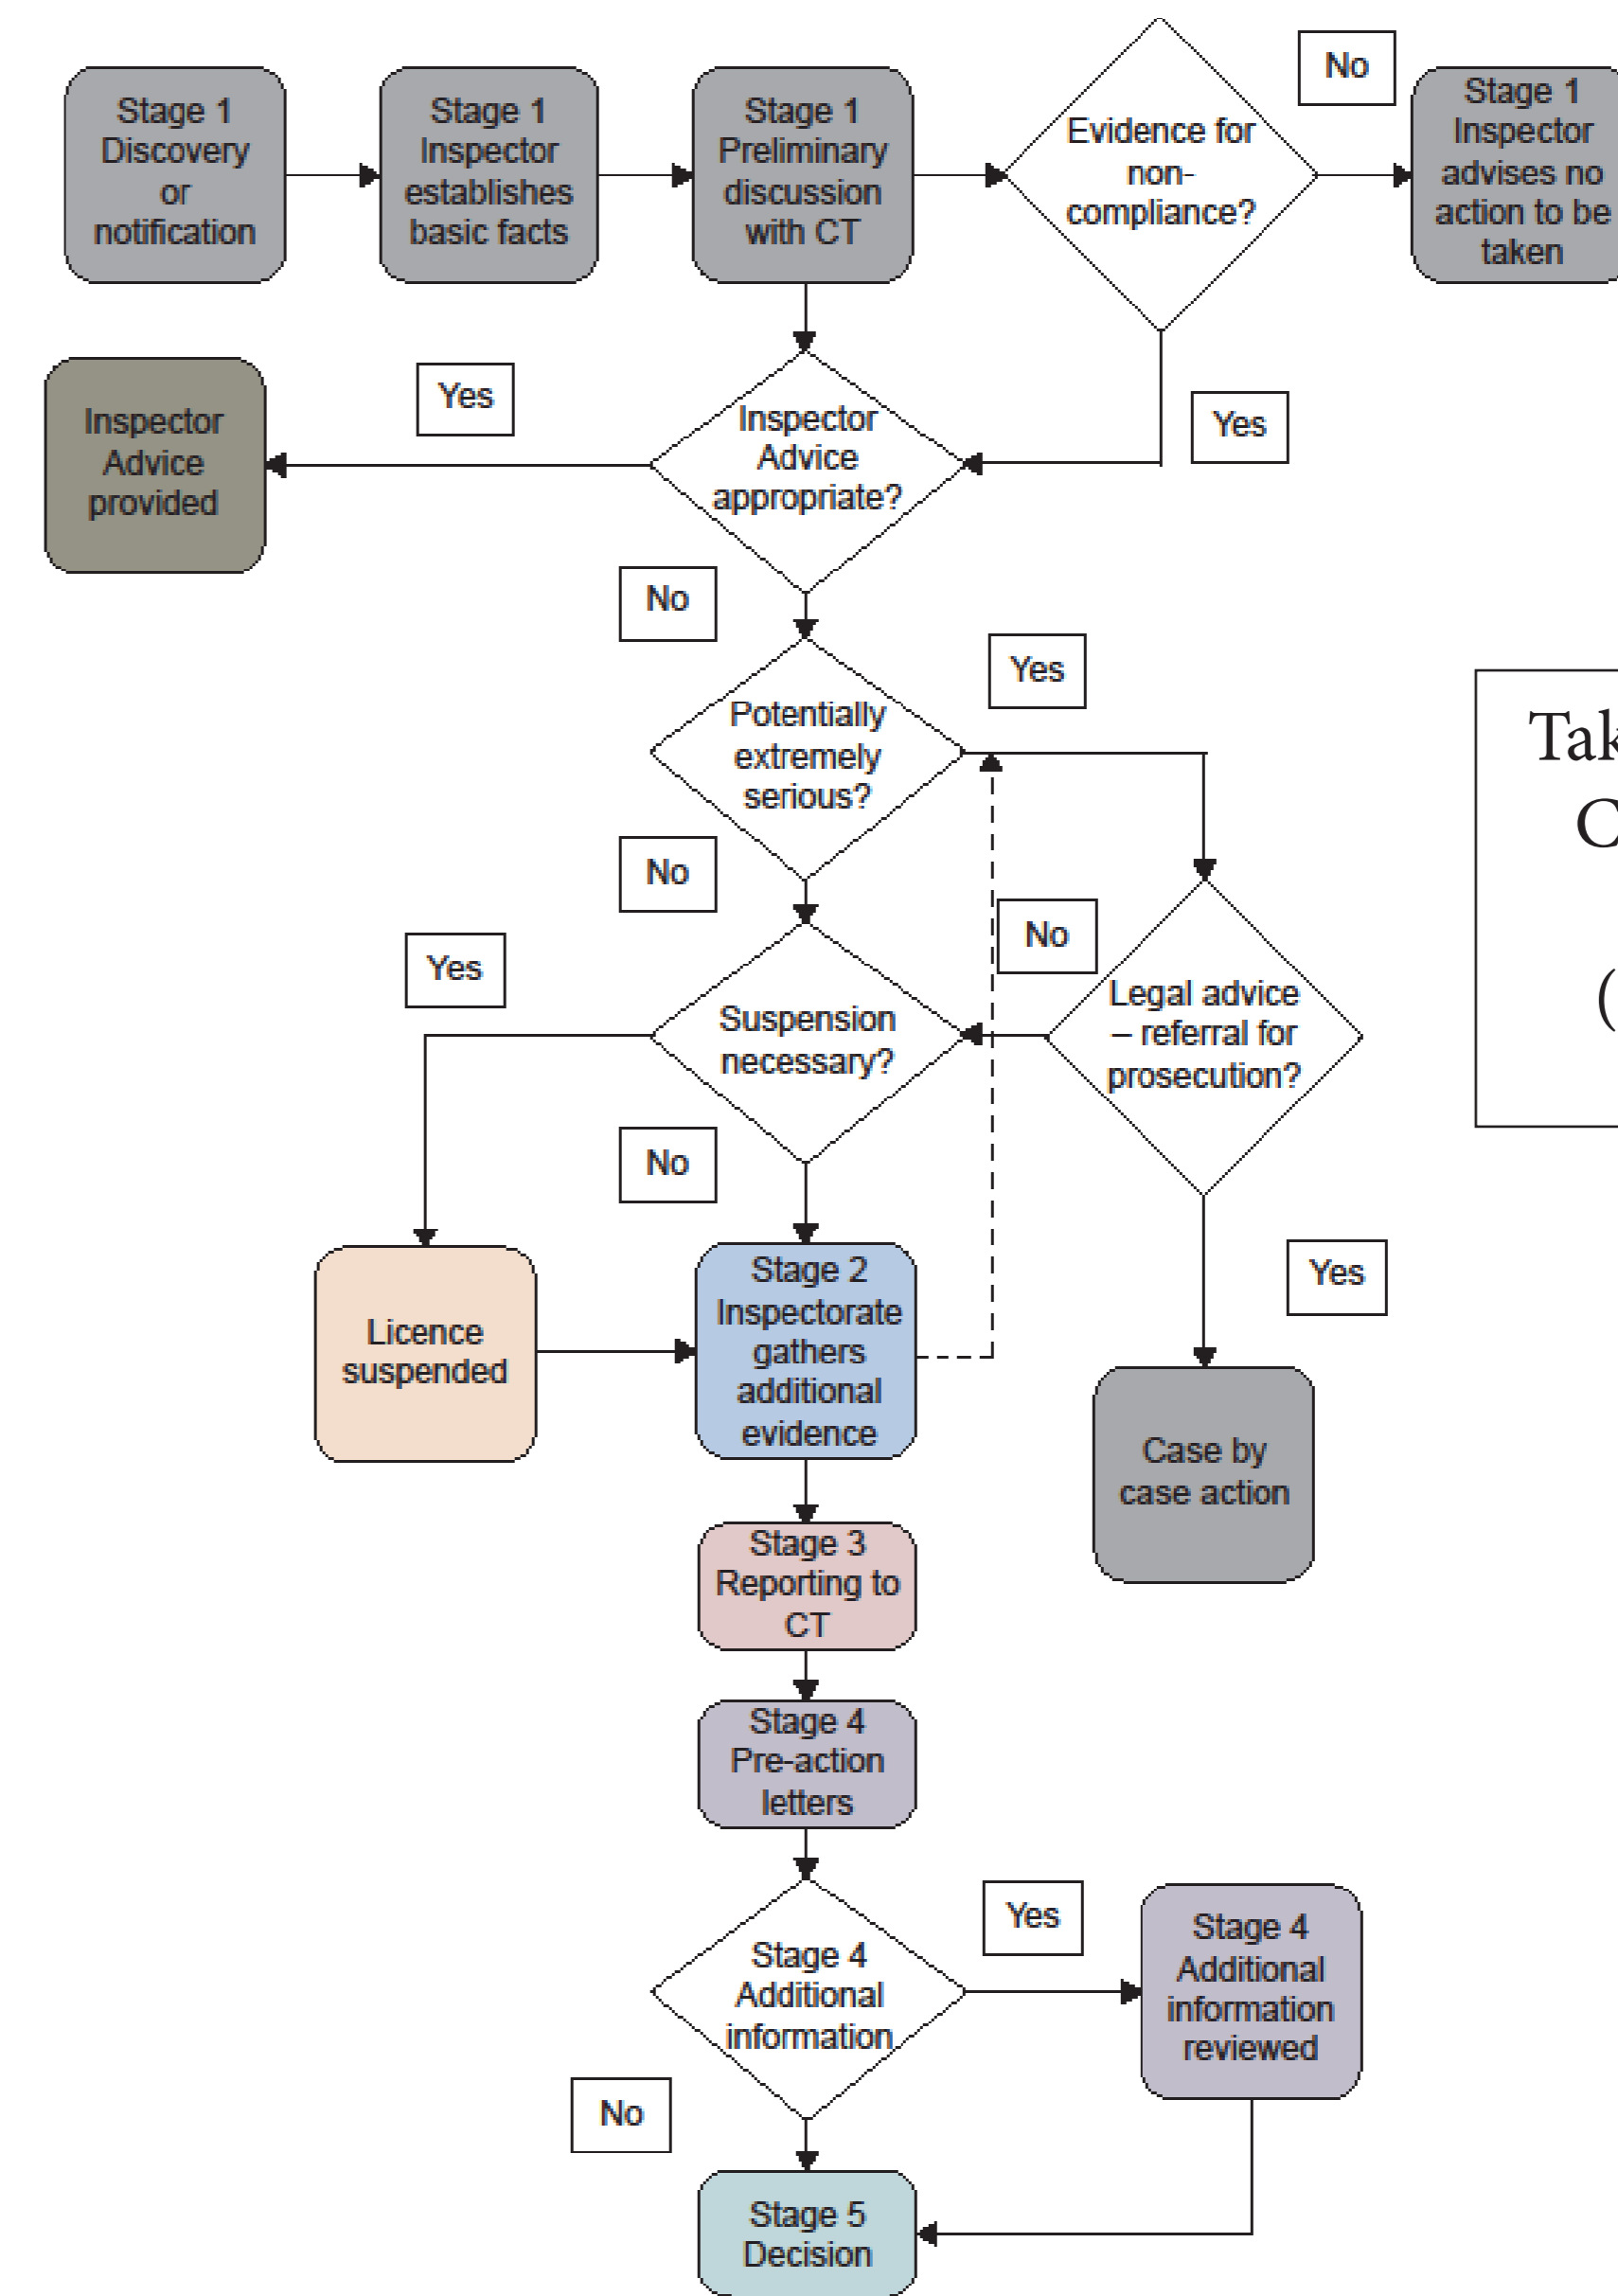 Stage 1
Discovery
or
notification
Stage 1
Inspector
establishes
basic facts
Stage 1
Preliminary
discussion
with CT
Evidence for
non-
compliance?
No
Stage 1
Inspector
advises no
action to be
taken
Inspector
Advice
provided
Yes
Inspector
Advice
appropriate?
Yes
No
Potentially
extremely
serious?
Yes
No
Yes
Suspension
necessary?
No
Legal advice
– referral for
prosecution?
No
Yes
Licence
suspended
Stage 2
Inspectorate
gathers
additional
evidence
Case by
case action
Stage 3
Reporting to
CT
Stage 4
Pre-action
letters
Stage 4
Additional
information
Yes
Stage 4
Additional
information
reviewed
No
Stage 5
Decision